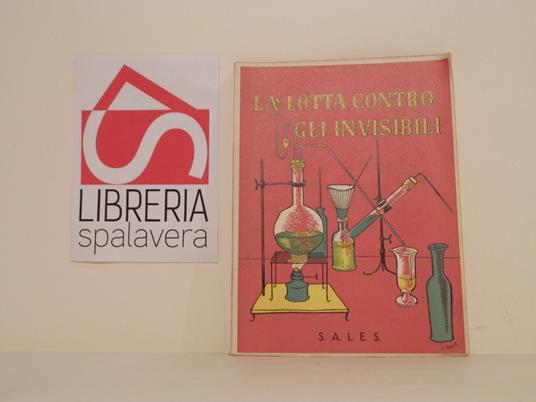 LIBRERIA
spalavera
LA LOTTA CONTRO
GLI INVISIBILI
S.A.L.E.S.